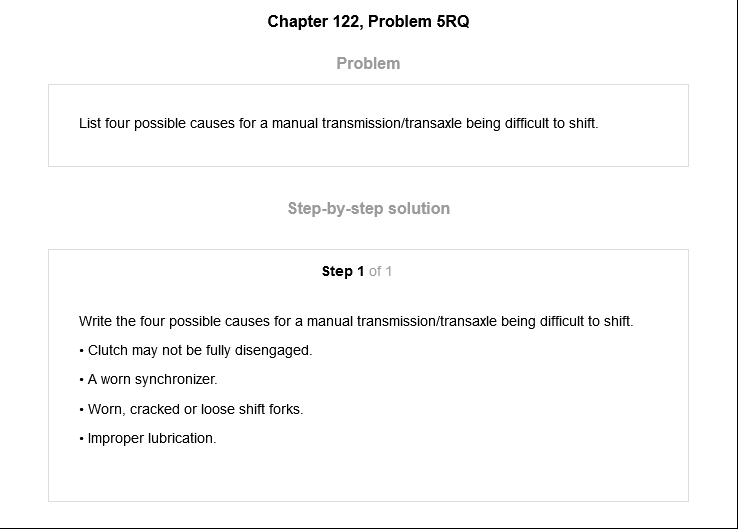 Chapter 122, Problem 5RQ
Problem
List four possible causes for a manual transmission/transaxle being difficult to shift.
Step-by-step solution
Step 1 of 1
Write the four possible causes for a manual transmission/transaxle being difficult to shift.
• Clutch may not be fully disengaged.
• A worn synchronizer.
• Worn, cracked or loose shift forks.
• Improper lubrication.